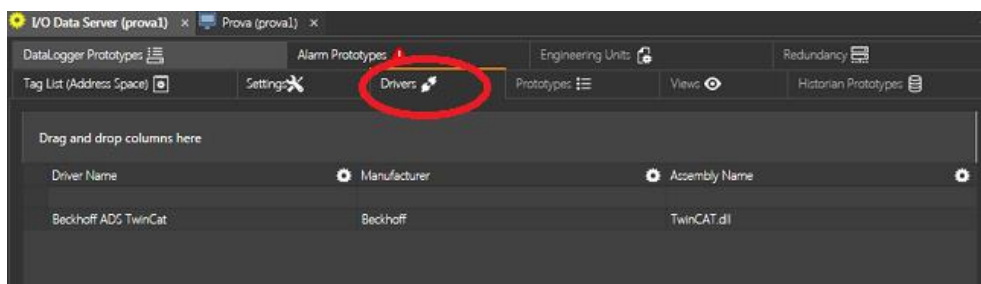 I/O Data Server (prova1) × Prova (prova1) ×
DataLogger Prototypes Alarm Prototypes Engineering Units Redundancy
Tag List (Address Space) Settings Drivers Prototypes Views Historian Prototypes
Drag and drop columns here
Driver Name Manufacturer Assembly Name
Beckhoff ADS TwinCat Beckhoff TwinCAT.dll